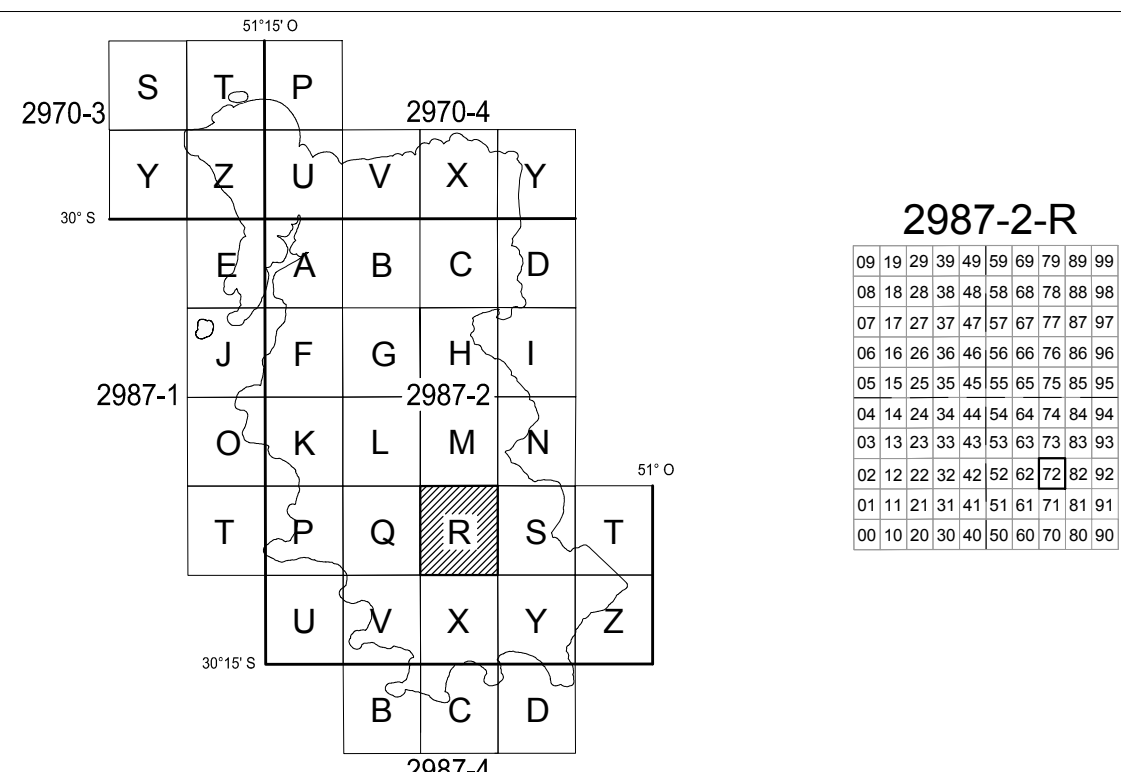 51°15' O
S T P
2970-3
2970-4
Y Z U V X Y
30° S
E A B C D
J F G H I
2987-1
2987-2
O K L M N
51° O
T P Q R S T
U V X Y Z
30°15' S
B C D
2987-4
2987-2-R
09 19 29 39 49 59 69 79 89 99
08 18 28 38 48 58 68 78 88 98
07 17 27 37 47 57 67 77 87 97
06 16 26 36 46 56 66 76 86 96
05 15 25 35 45 55 65 75 85 95
04 14 24 34 44 54 64 74 84 94
03 13 23 33 43 53 63 73 83 93
02 12 22 32 42 52 62 72 82 92
01 11 21 31 41 51 61 71 81 91
00 10 20 30 40 50 60 70 80 90